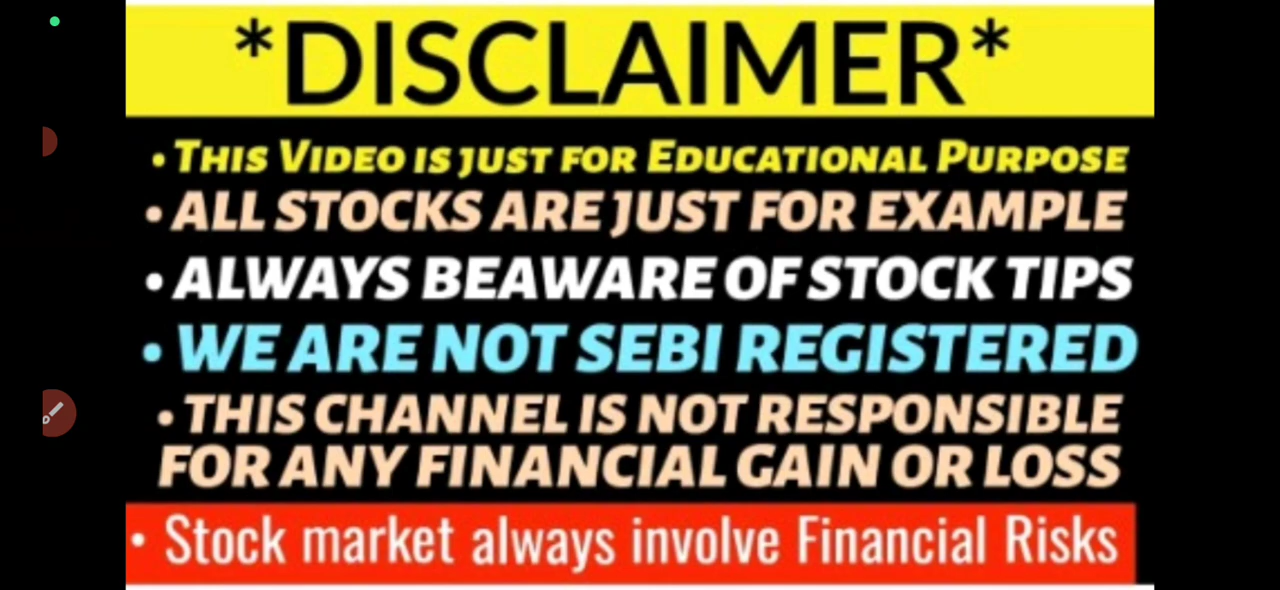 *DISCLAIMER*
• This Video is just for Educational Purpose
• ALL STOCKS ARE JUST FOR EXAMPLE
• ALWAYS BEAWARE OF STOCK TIPS
• WE ARE NOT SEBI REGISTERED
• THIS CHANNEL IS NOT RESPONSIBLE
FOR ANY FINANCIAL GAIN OR LOSS
• Stock market always involve Financial Risks